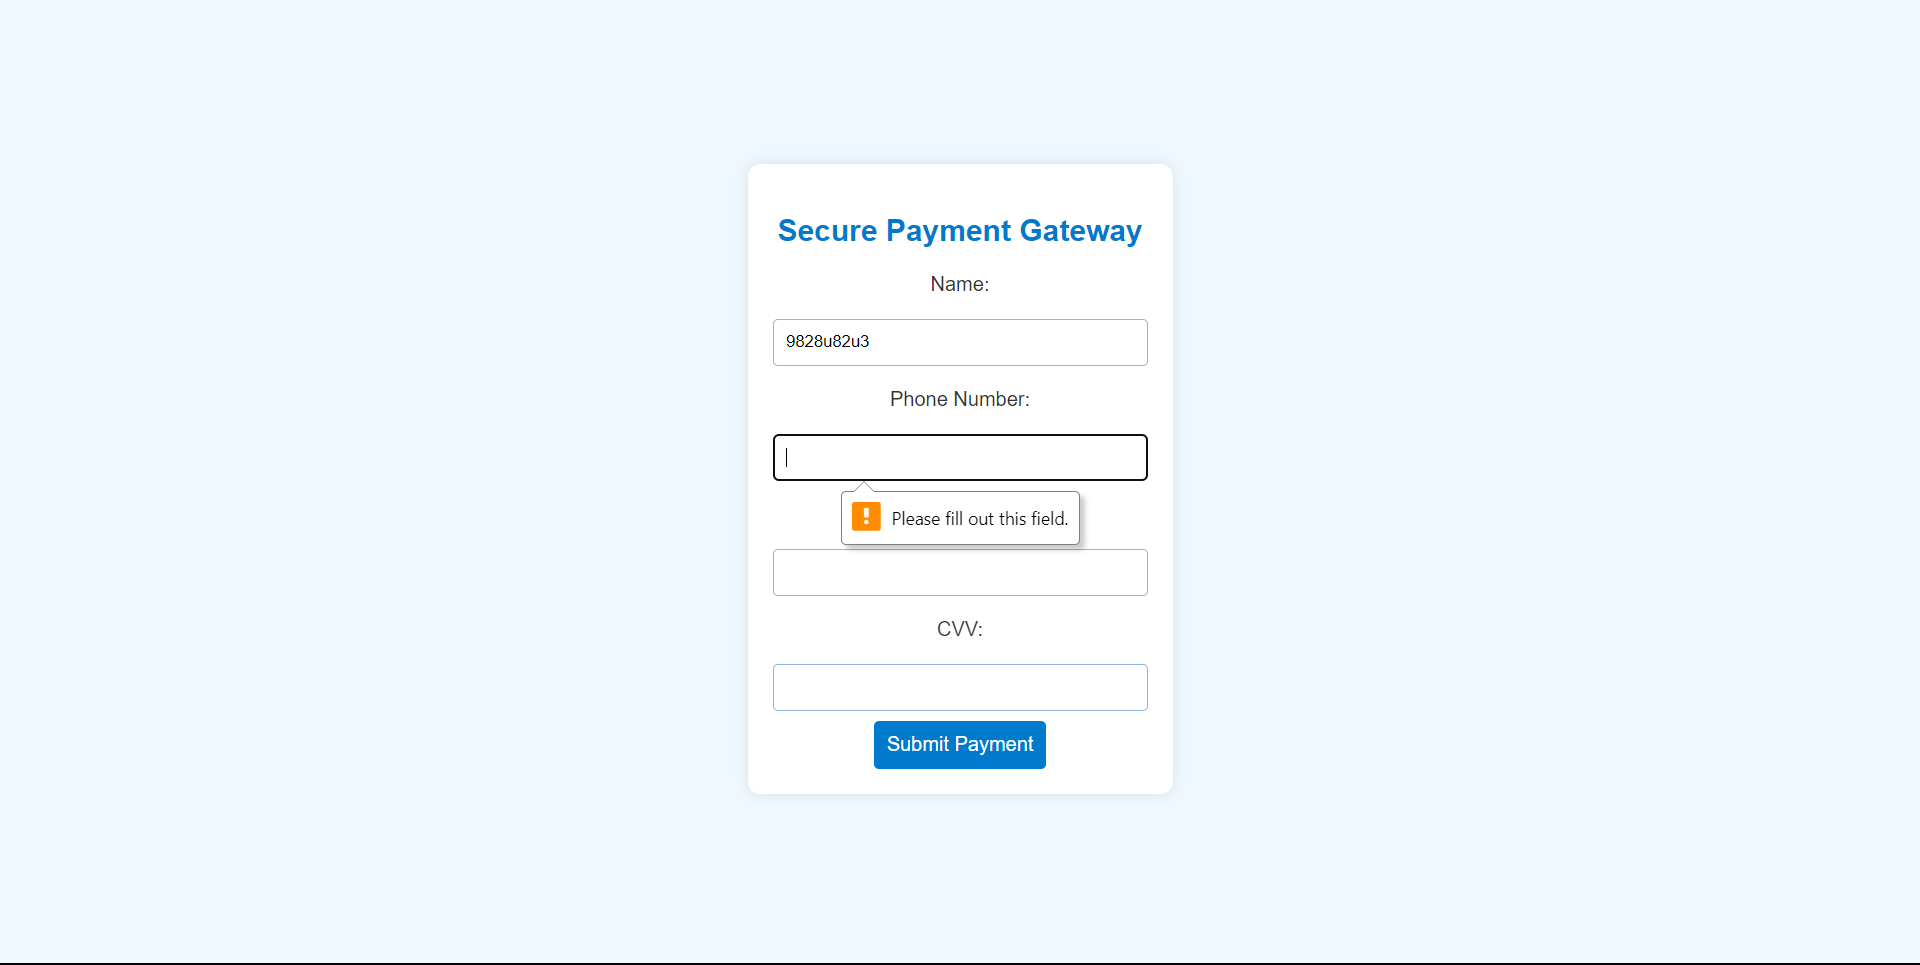 Secure Payment Gateway
Name:
9828u82u3
Phone Number:
Please fill out this field.
CVV:
Submit Payment